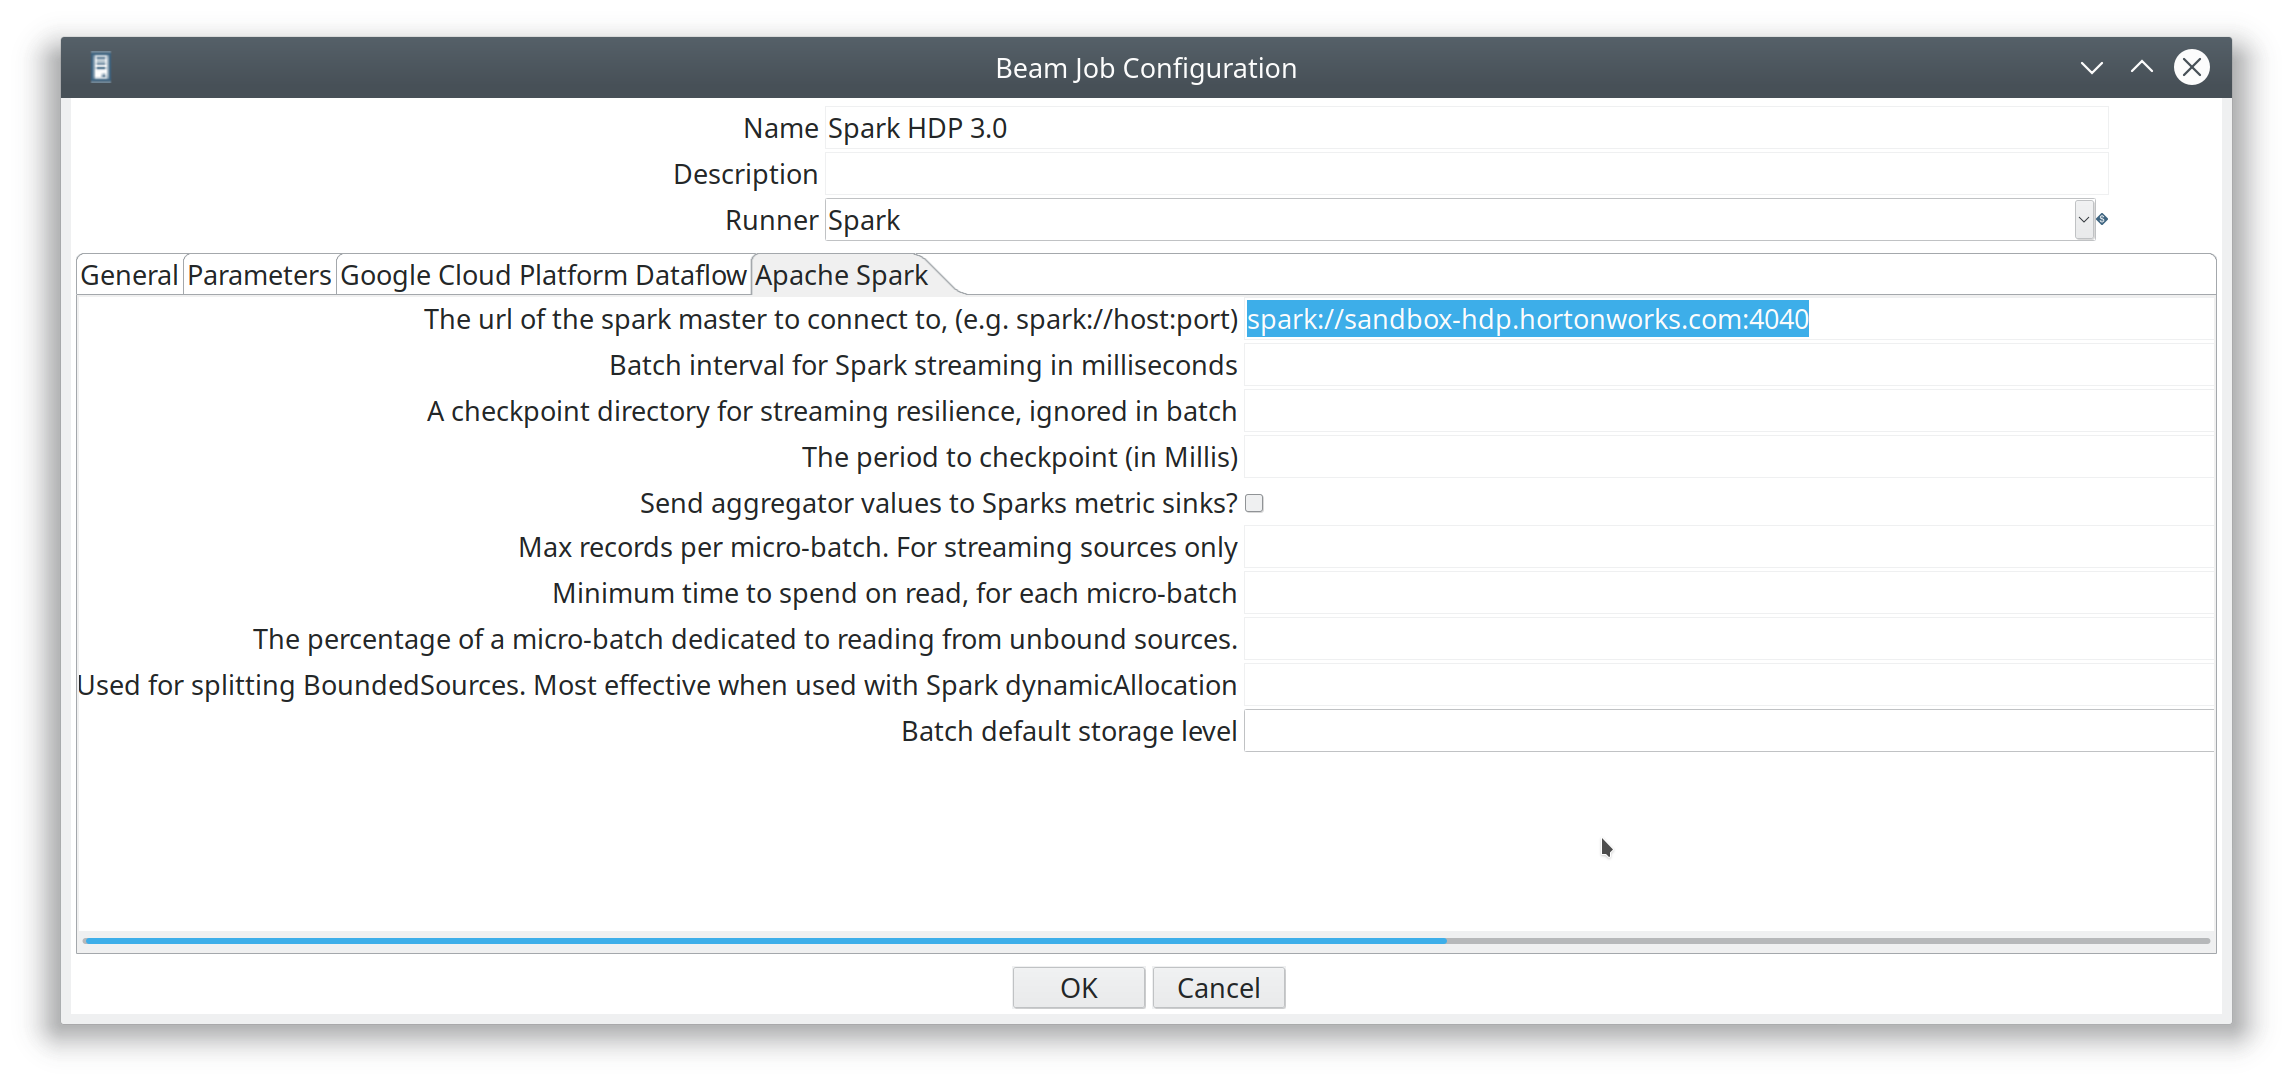 Beam Job Configuration
Name Spark HDP 3.0
Description
Runner Spark
General Parameters Google Cloud Platform Dataflow Apache Spark
The url of the spark master to connect to, (e.g. spark://host:port) spark://sandbox-hdp.hortonworks.com:4040
Batch interval for Spark streaming in milliseconds
A checkpoint directory for streaming resilience, ignored in batch
The period to checkpoint (in Millis)
Send aggregator values to Sparks metric sinks?
Max records per micro-batch. For streaming sources only
Minimum time to spend on read, for each micro-batch
The percentage of a micro-batch dedicated to reading from unbound sources.
Used for splitting BoundedSources. Most effective when used with Spark dynamicAllocation
Batch default storage level
OK Cancel